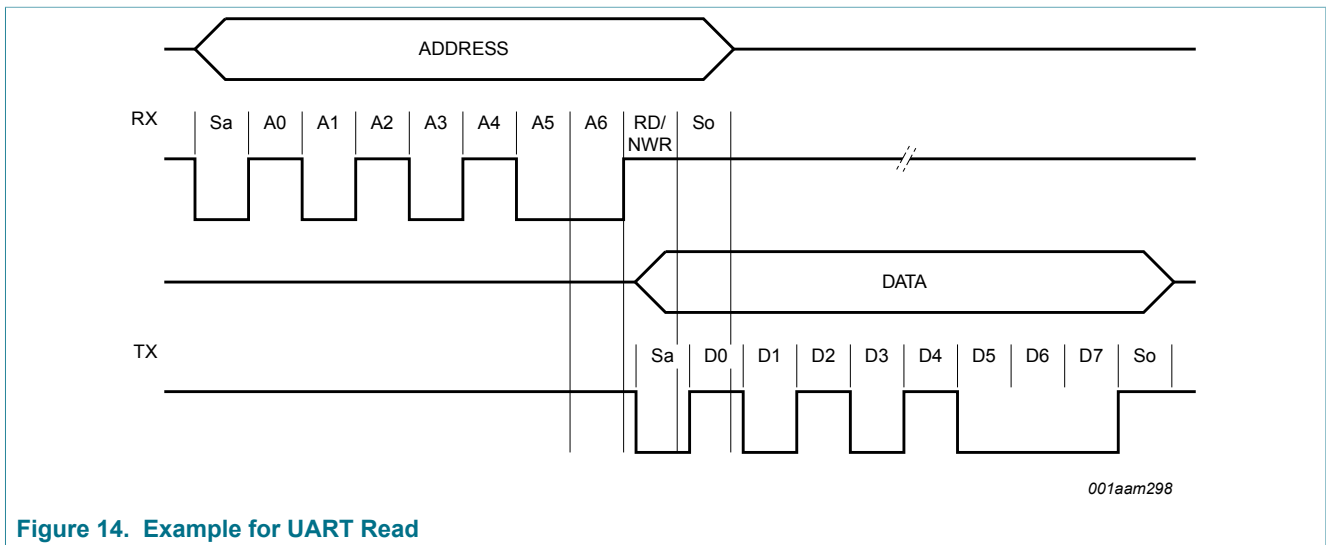 ADDRESS
RX Sa A0 A1 A2 A3 A4 A5 A6 RD/ So
NWR
DATA
TX Sa D0 D1 D2 D3 D4 D5 D6 D7 So
001aam298
Figure 14. Example for UART Read